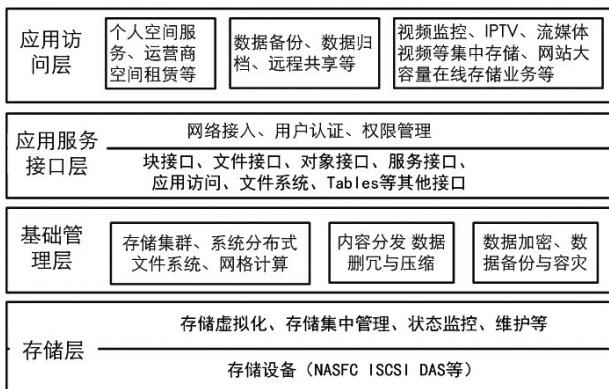 应用访
问层
个人空间服
务、运营商
空间租赁等
数据备份、数据归
档、远程共享等
视频监控、IPTV、流媒体
视频等集中存储、网站大
容量在线存储业务等
应用服务
接口层
网络接入、用户认证、权限管理
块接口、文件接口、对象接口、服务接口、
应用访问、文件系统、Tables等其他接口
基础管
理层
存储集群、系统分布式
文件系统、网格计算
内容分发 数据
删冗与压缩
数据加密、数
据备份与容灾
存储层
存储虚拟化、存储集中管理、状态监控、维护等
存储设备（NASFC ISCSI DAS等）